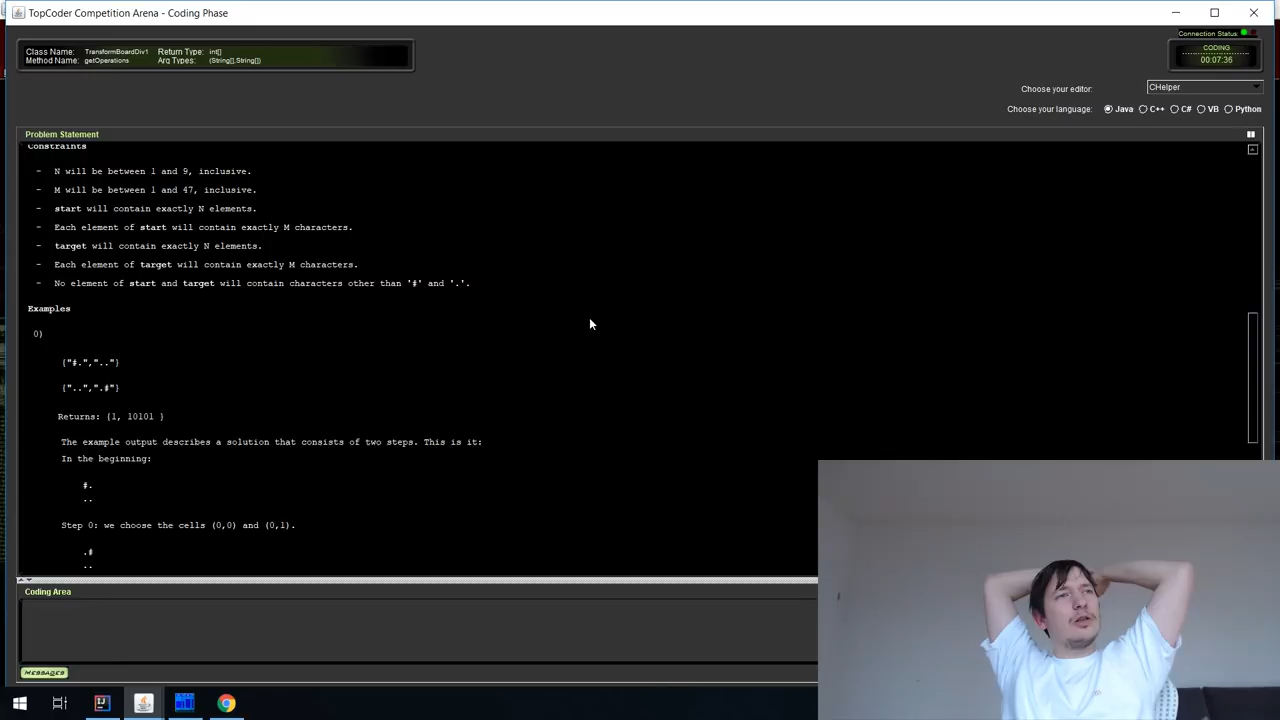 TopCoder Competition Arena - Coding Phase
Connection Status
Class Name: TransformBoardDiv1 Return Type: int[]
Method Name: getOperations Arg Types: (String[],String[])
CODING
00:07:36
Choose your editor: CHelper
Choose your language: Java C++ C# VB Python
Problem Statement
Constraints
- N will be between 1 and 9, inclusive.
- M will be between 1 and 47, inclusive.
- start will contain exactly N elements.
- Each element of start will contain exactly M characters.
- target will contain exactly N elements.
- Each element of target will contain exactly M characters.
- No element of start and target will contain characters other than '#' and '.'.
Examples
0)
{"#.",".."}
{"..",".#"}
Returns: {1, 10101 }
The example output describes a solution that consists of two steps. This is it:
In the beginning:
#.
..
Step 0: we choose the cells (0,0) and (0,1).
.#
..
Coding Area
MESSAGES